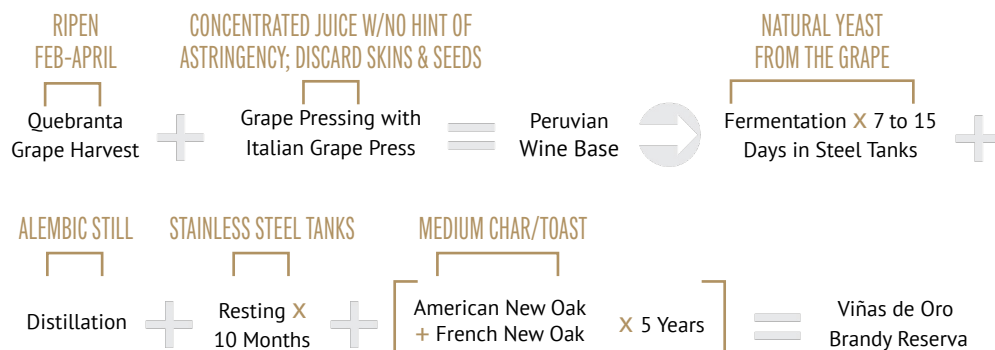 RIPEN
FEB-APRIL
CONCENTRATED JUICE W/NO HINT OF
ASTRINGENCY; DISCARD SKINS & SEEDS
NATURAL YEAST
FROM THE GRAPE
Quebranta
Grape Harvest
+
Grape Pressing with
Italian Grape Press
=
Peruvian
Wine Base
Fermentation X 7 to 15
Days in Steel Tanks
+
ALEMBIC STILL
STAINLESS STEEL TANKS
MEDIUM CHAR/TOAST
Distillation
+
Resting X
10 Months
+
American New Oak
+ French New Oak
X 5 Years
=
Viñas de Oro
Brandy Reserva